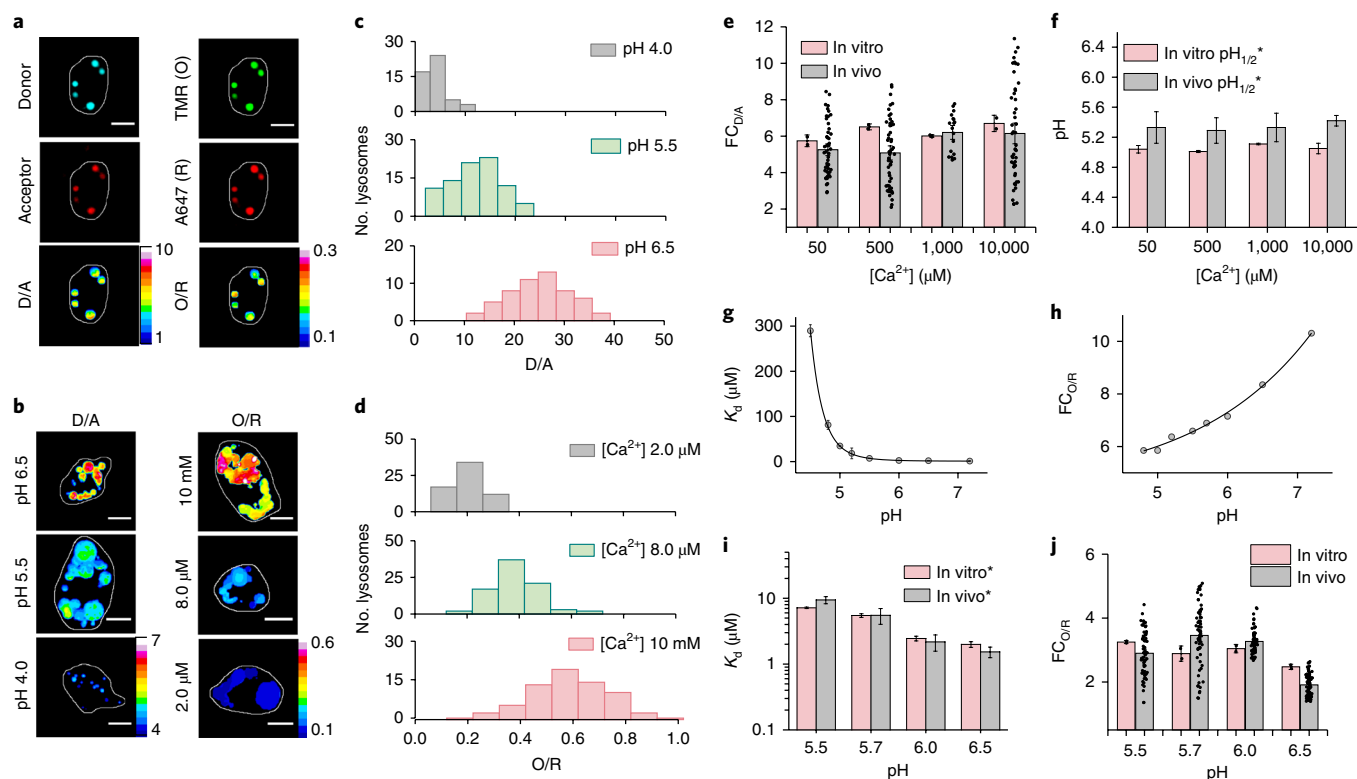 a
Donor
TMR (O)
Acceptor
A647 (R)
D/A
10
1
O/R
0.3
0.1
b
D/A
O/R
pH 6.5
10 mM
pH 5.5
8.0 μM
pH 4.0
7
4
2.0 μM
0.6
0.1
c
No. lysosomes
30
15
0
pH 4.0
30
15
0
pH 5.5
20
10
0
pH 6.5
0 10 20 30 40 50
D/A
d
No. lysosomes
50
25
0
[Ca2+] 2.0 μM
50
25
0
[Ca2+] 8.0 μM
30
15
0
[Ca2+] 10 mM
0.0 0.2 0.4 0.6 0.8 1.0
O/R
e
FCD/A
12
10
8
6
4
2
In vitro
In vivo
50 500 1,000 10,000
[Ca2+] (μM)
f
pH
6.4
5.6
5.2
4.6
4.0
In vitro pH1/2*
In vivo pH1/2*
50 500 1,000 10,000
[Ca2+] (μM)
g
Kd (μM)
300
200
100
0
5 6 7
pH
h
FCO/R
10
8
6
5 6 7
pH
i
Kd (μM)
100
10
1
0.1
In vitro*
In vivo*
5.5 5.7 6.0 6.5
pH
j
FCO/R
6
4
2
In vitro
In vivo
5.5 5.7 6.0 6.5
pH